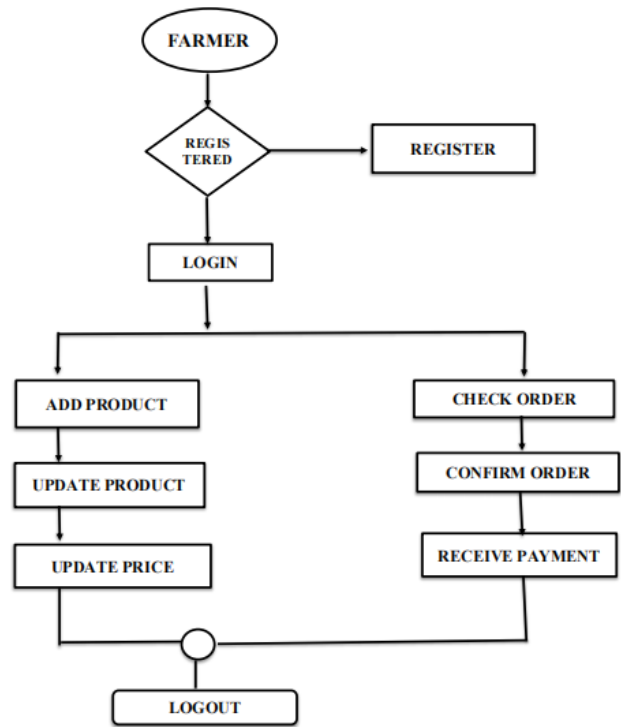 FARMER
REGIS
TERED
REGISTER
LOGIN
ADD PRODUCT
CHECK ORDER
UPDATE PRODUCT
CONFIRM ORDER
UPDATE PRICE
RECEIVE PAYMENT
LOGOUT